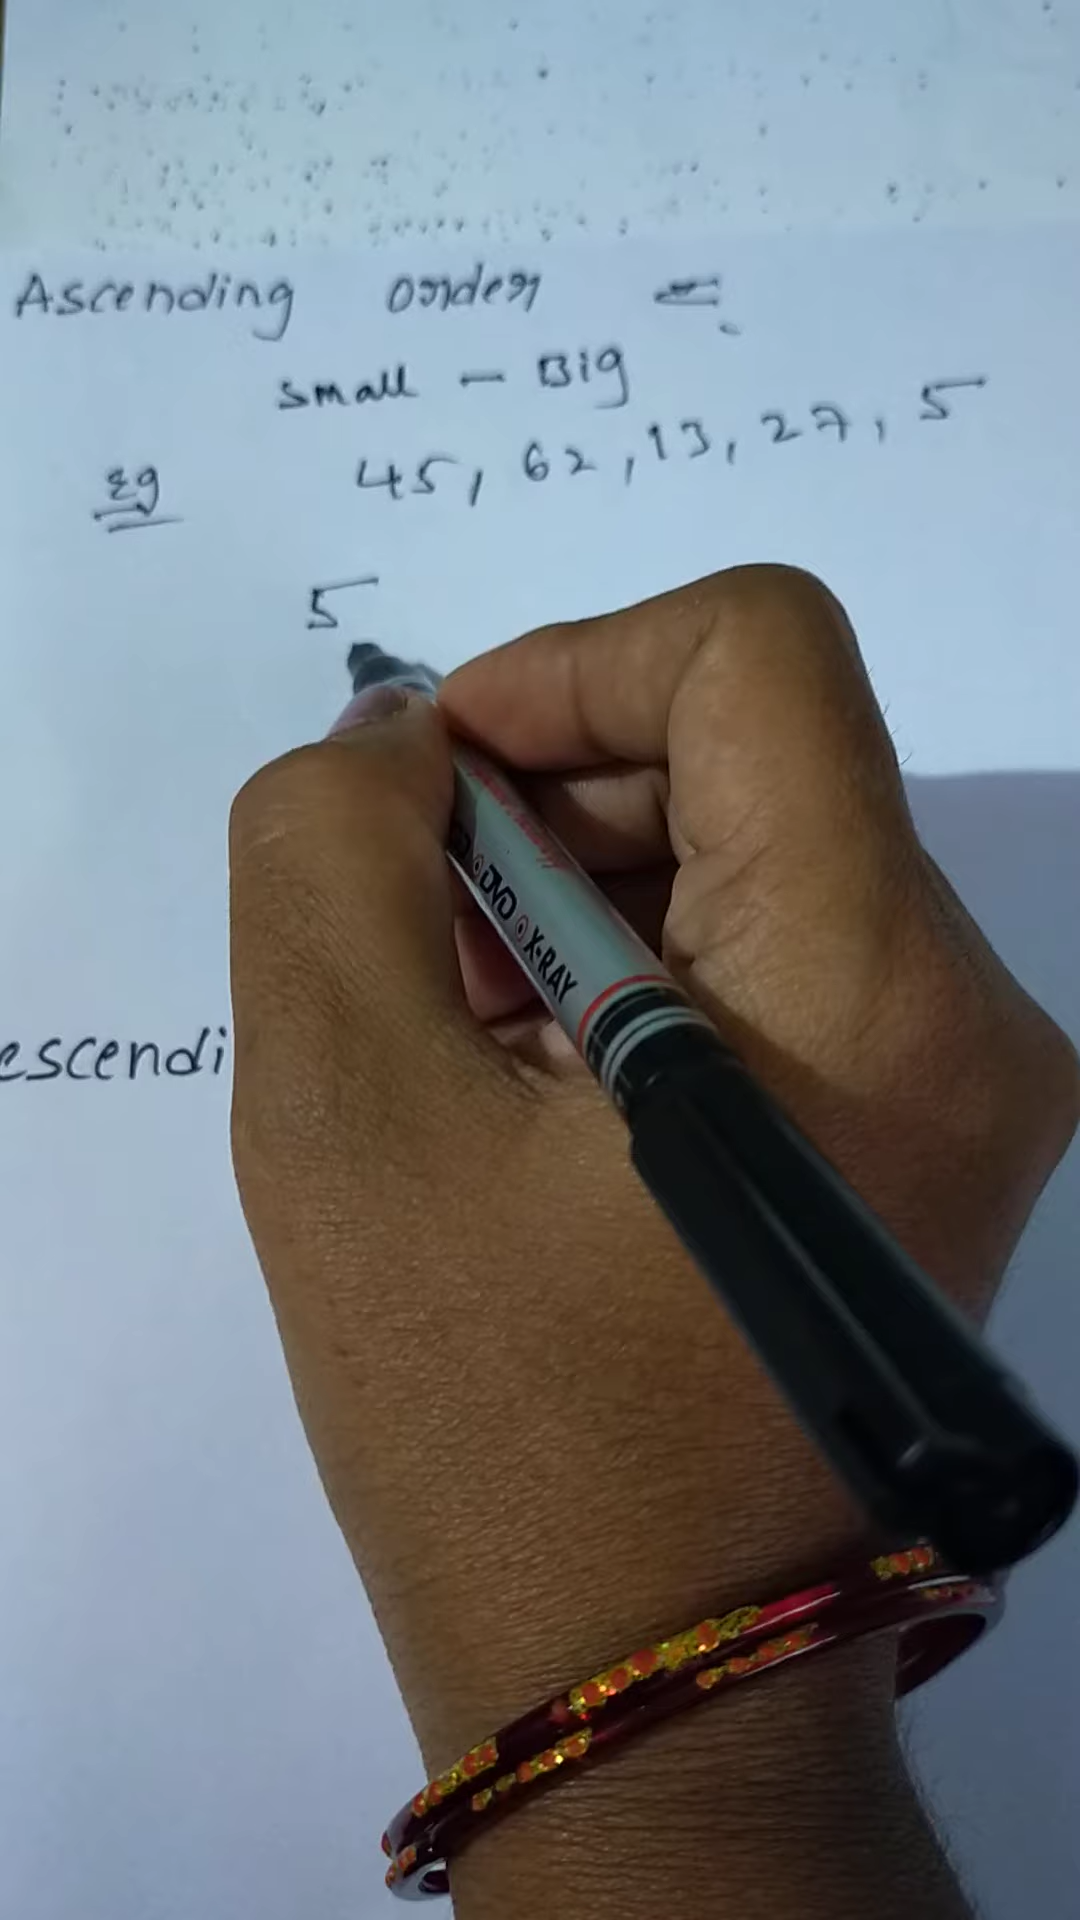 Ascending order
small - Big
Eg 45, 62, 13, 27, 5
5
DVD X-RAY
escendi